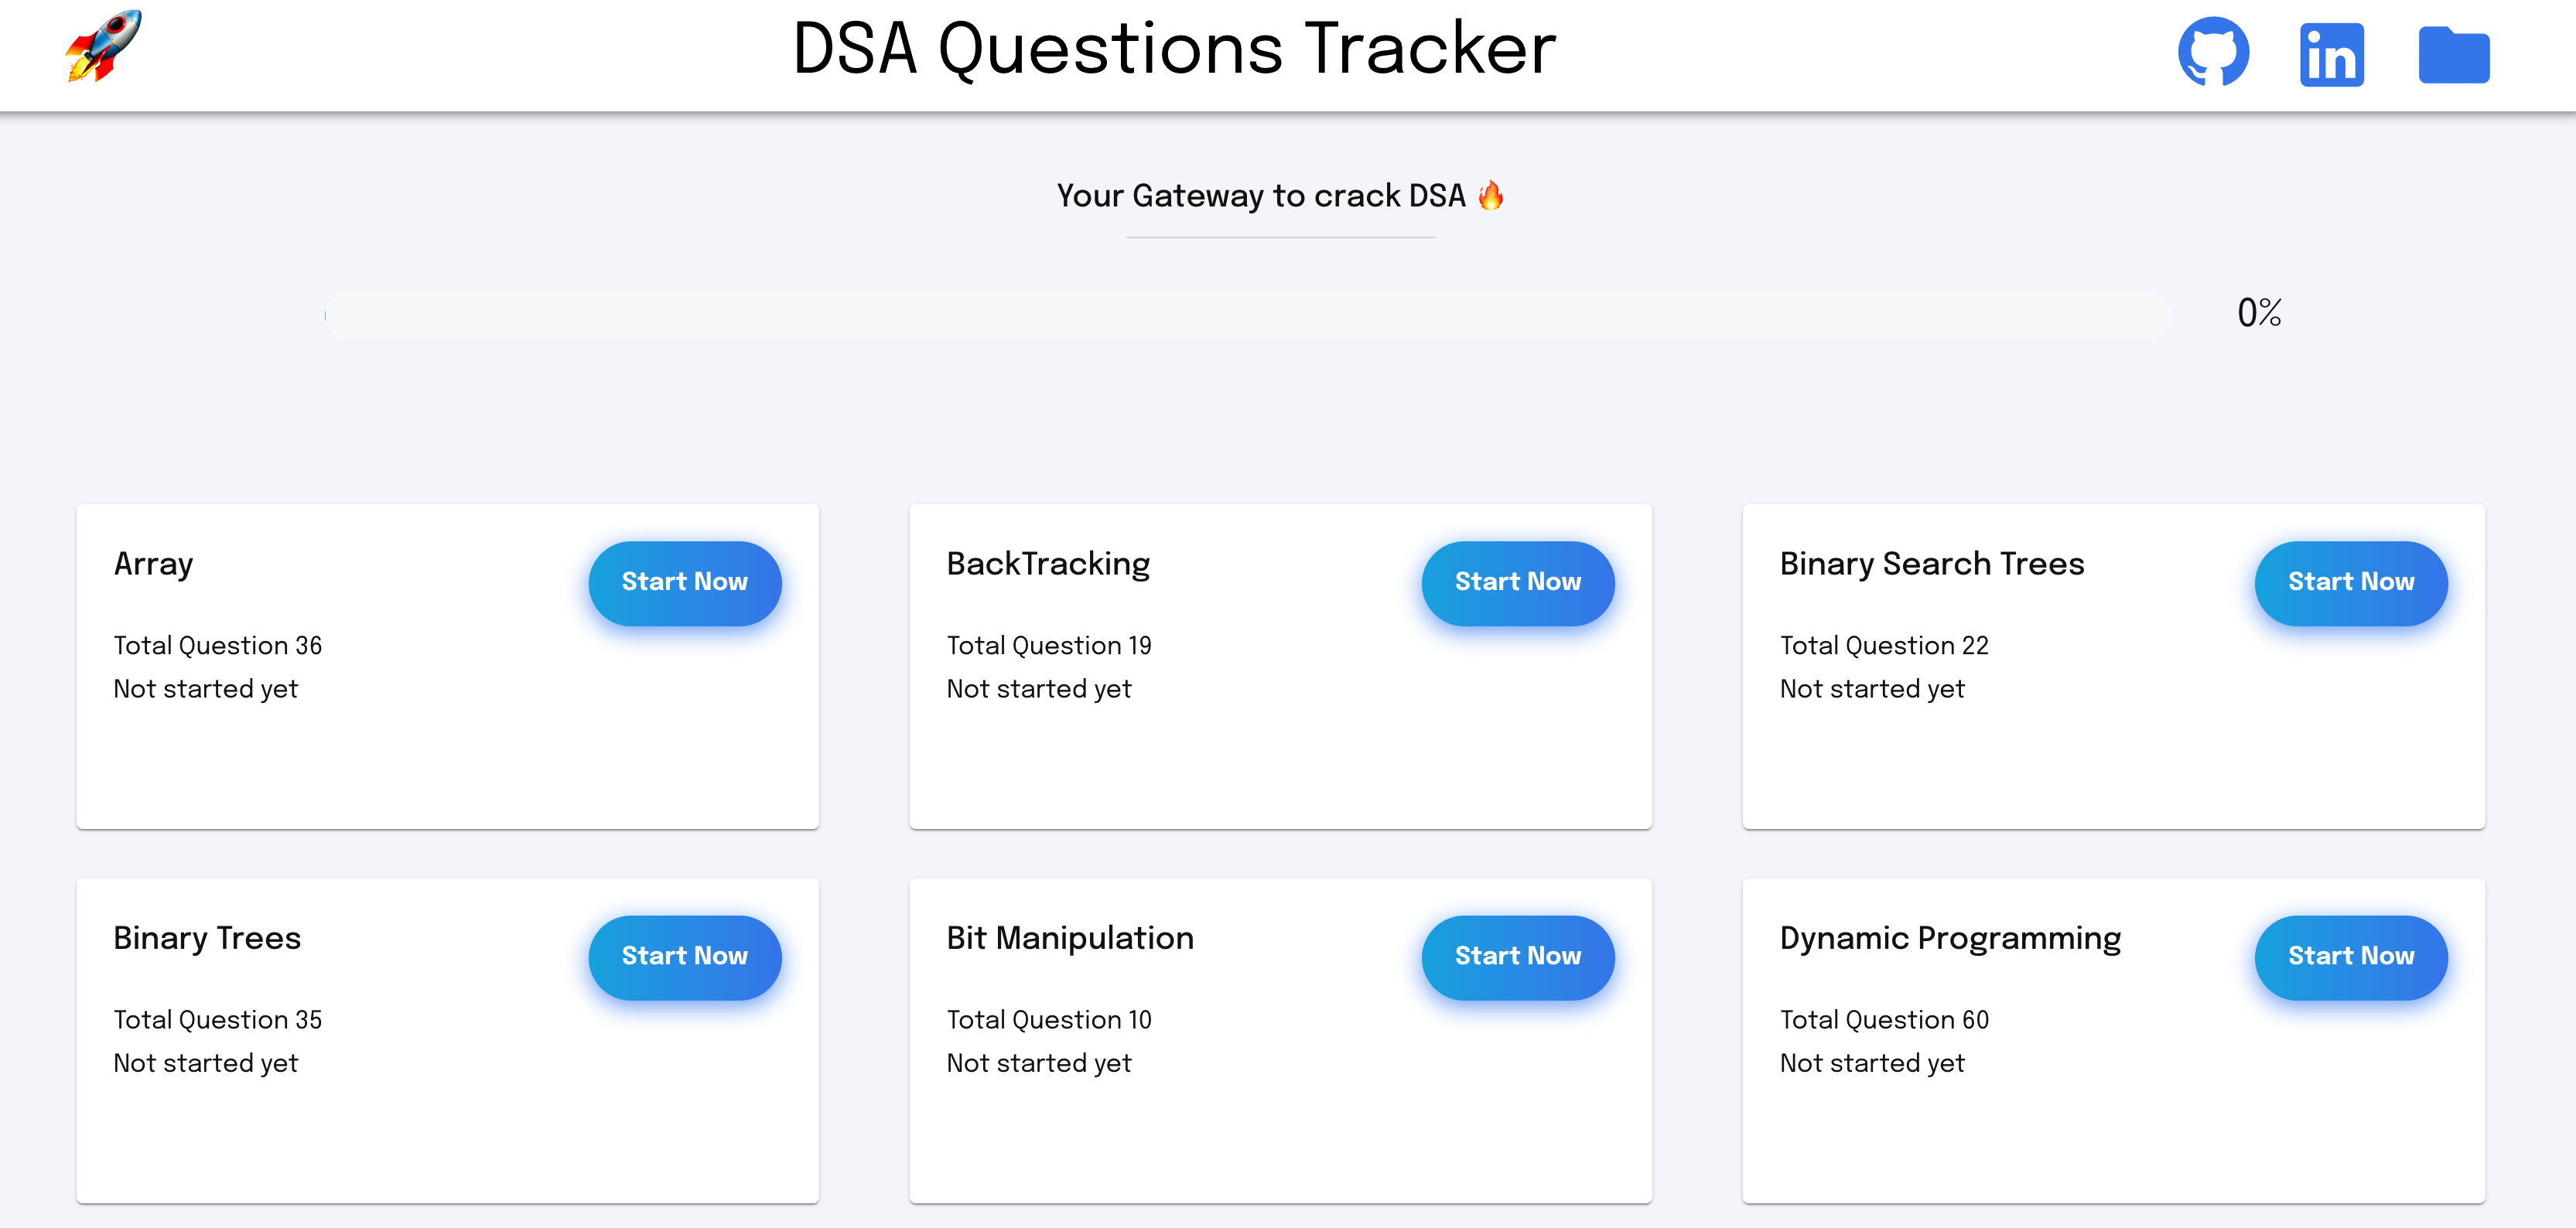 DSA Questions Tracker
Your Gateway to crack DSA 🔥
0%
Array
Start Now
Total Question 36
Not started yet
BackTracking
Start Now
Total Question 19
Not started yet
Binary Search Trees
Start Now
Total Question 22
Not started yet
Binary Trees
Start Now
Total Question 35
Not started yet
Bit Manipulation
Start Now
Total Question 10
Not started yet
Dynamic Programming
Start Now
Total Question 60
Not started yet